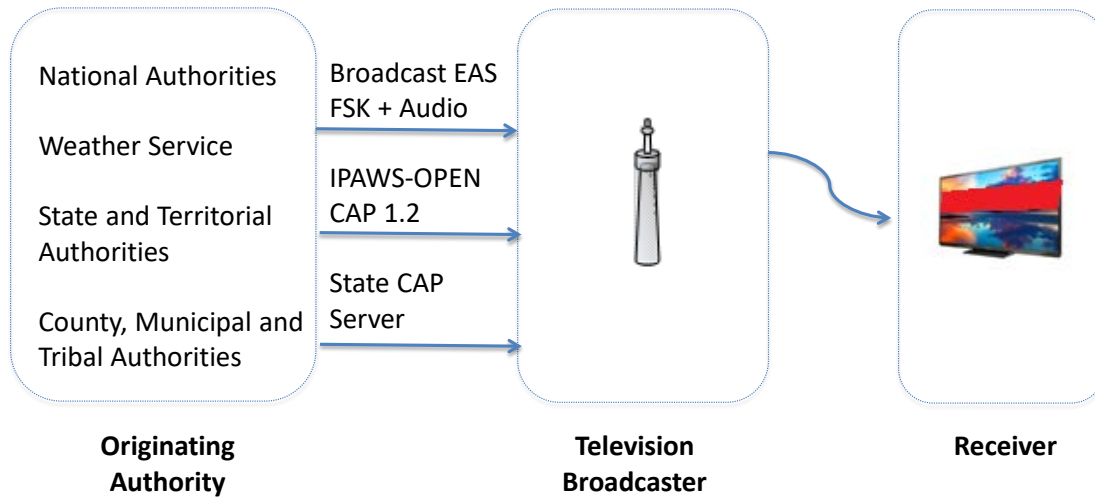 National Authorities
Weather Service
State and Territorial
Authorities
County, Municipal and
Tribal Authorities
Broadcast EAS
FSK + Audio
IPAWS-OPEN
CAP 1.2
State CAP
Server
Originating
Authority
Television
Broadcaster
Receiver